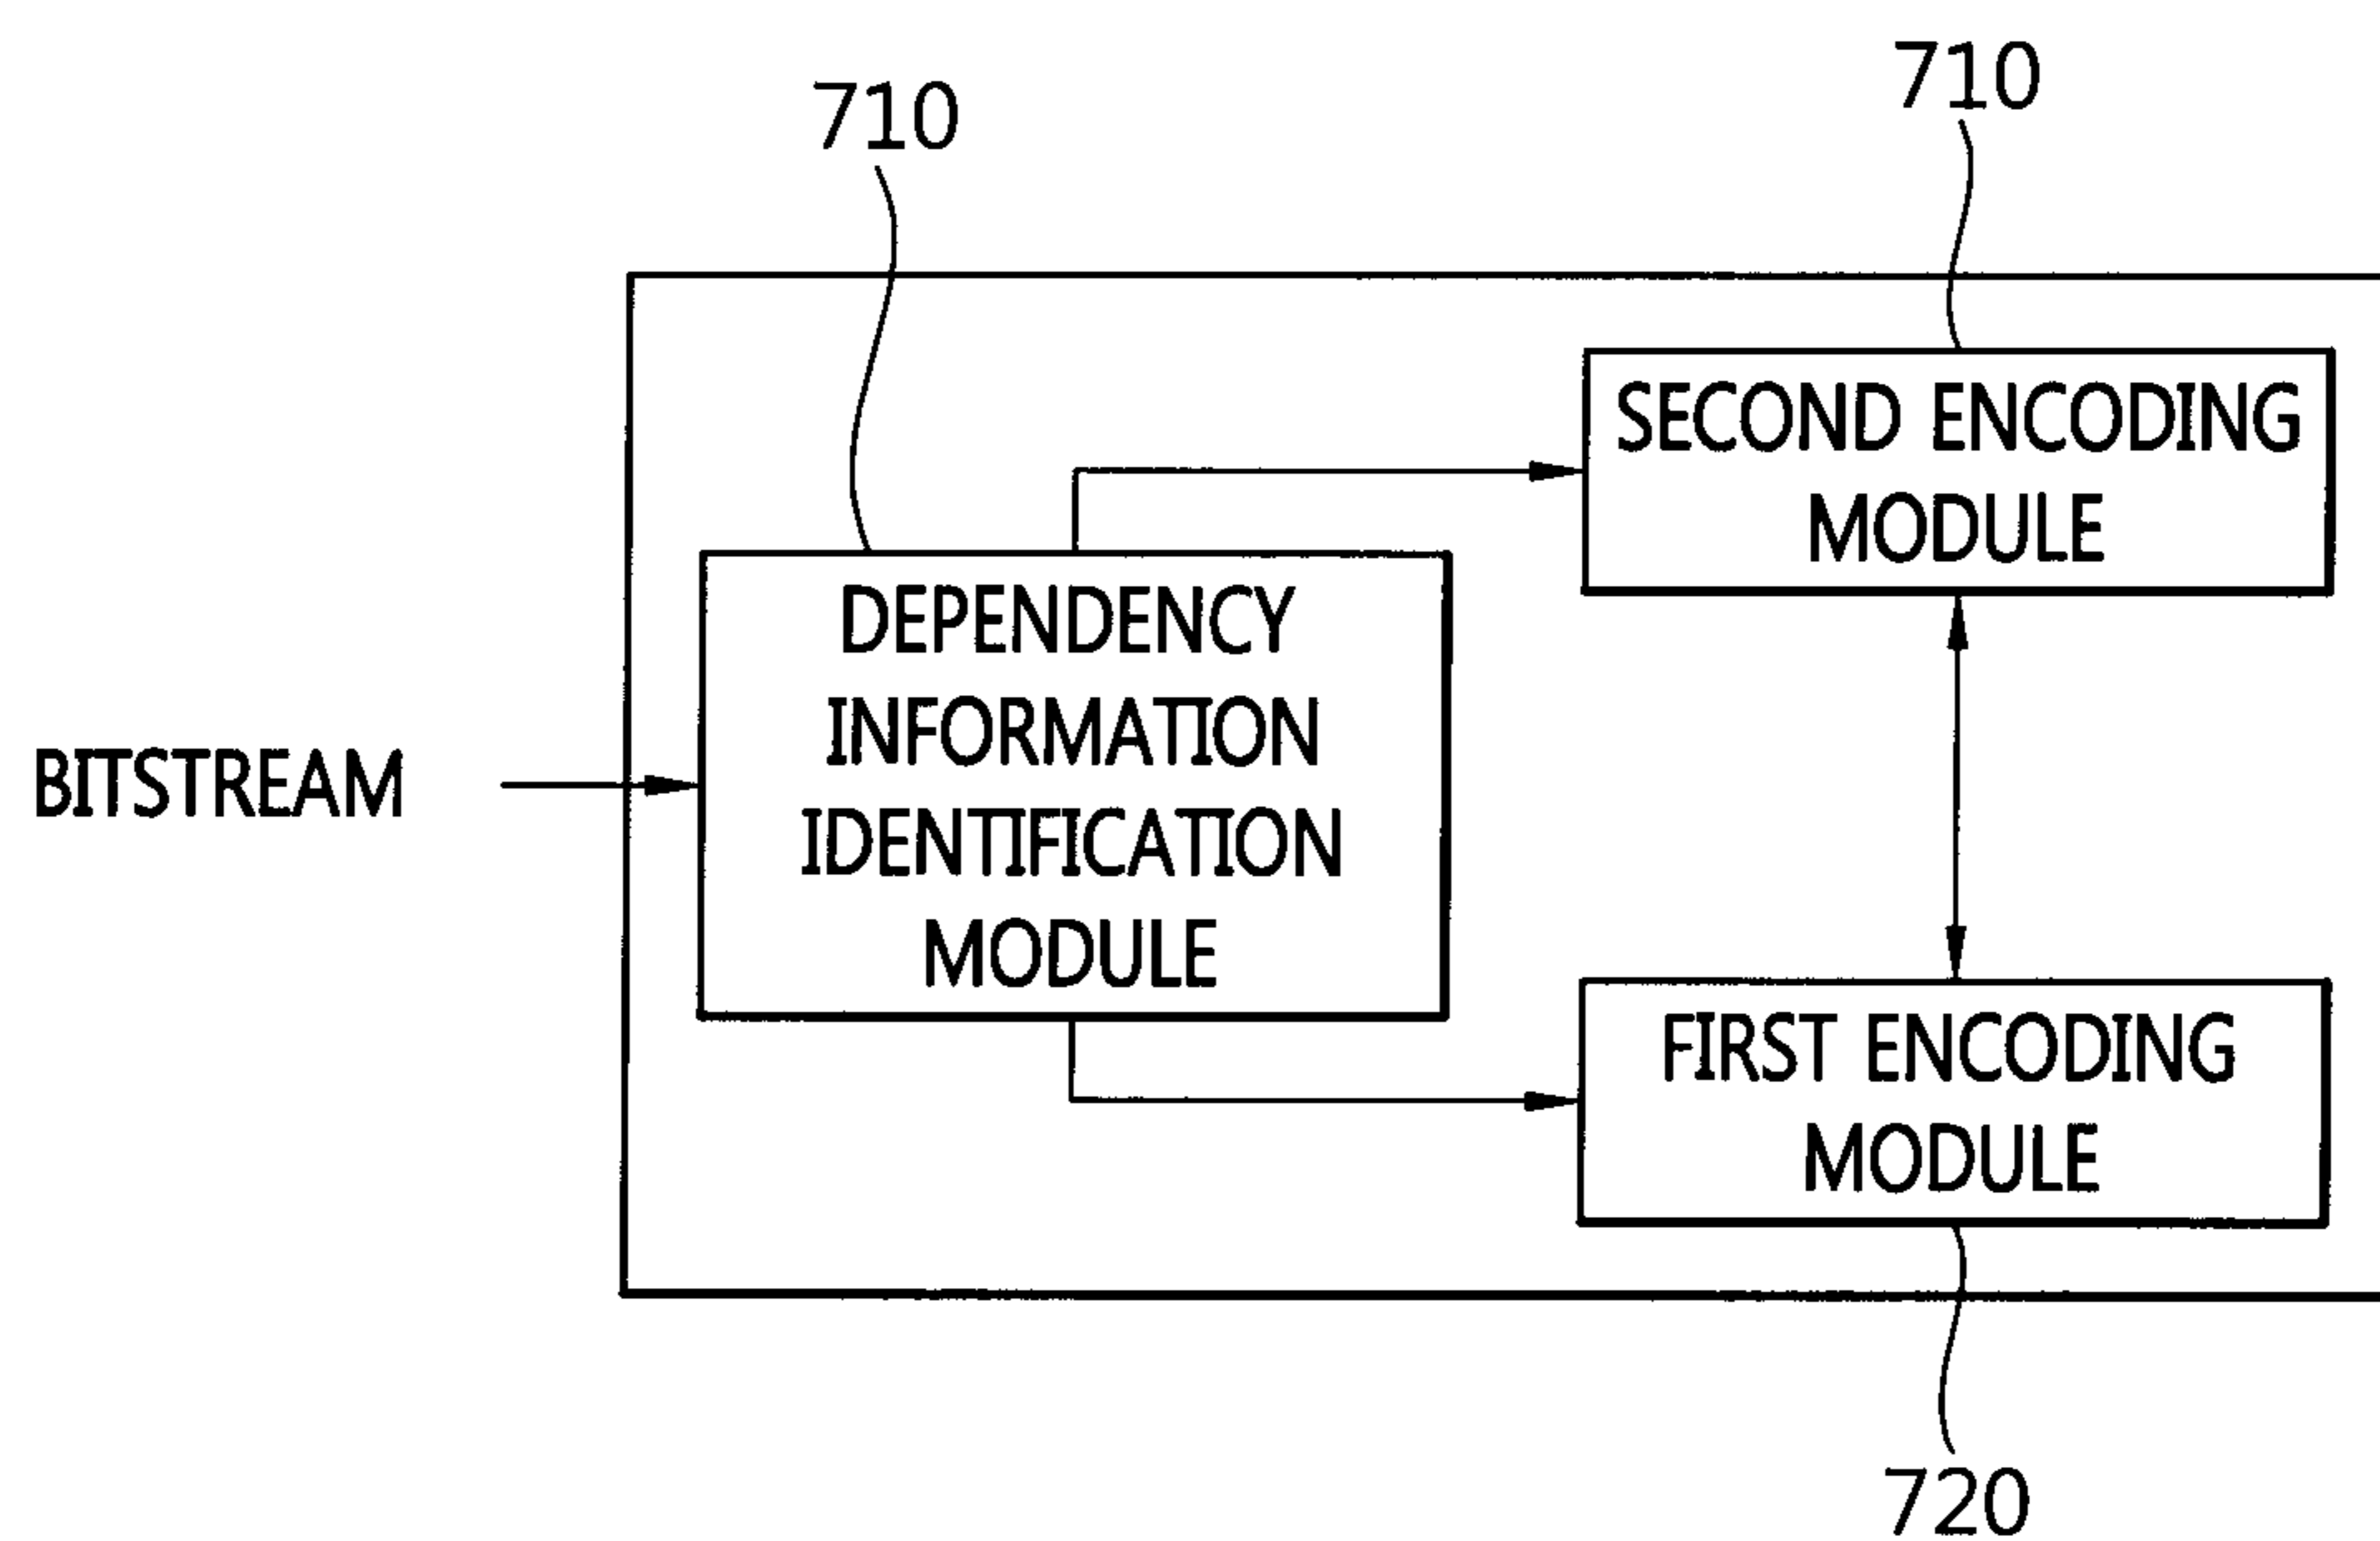 710
710
SECOND ENCODING
MODULE
DEPENDENCY
INFORMATION
IDENTIFICATION
MODULE
BITSTREAM
FIRST ENCODING
MODULE
720